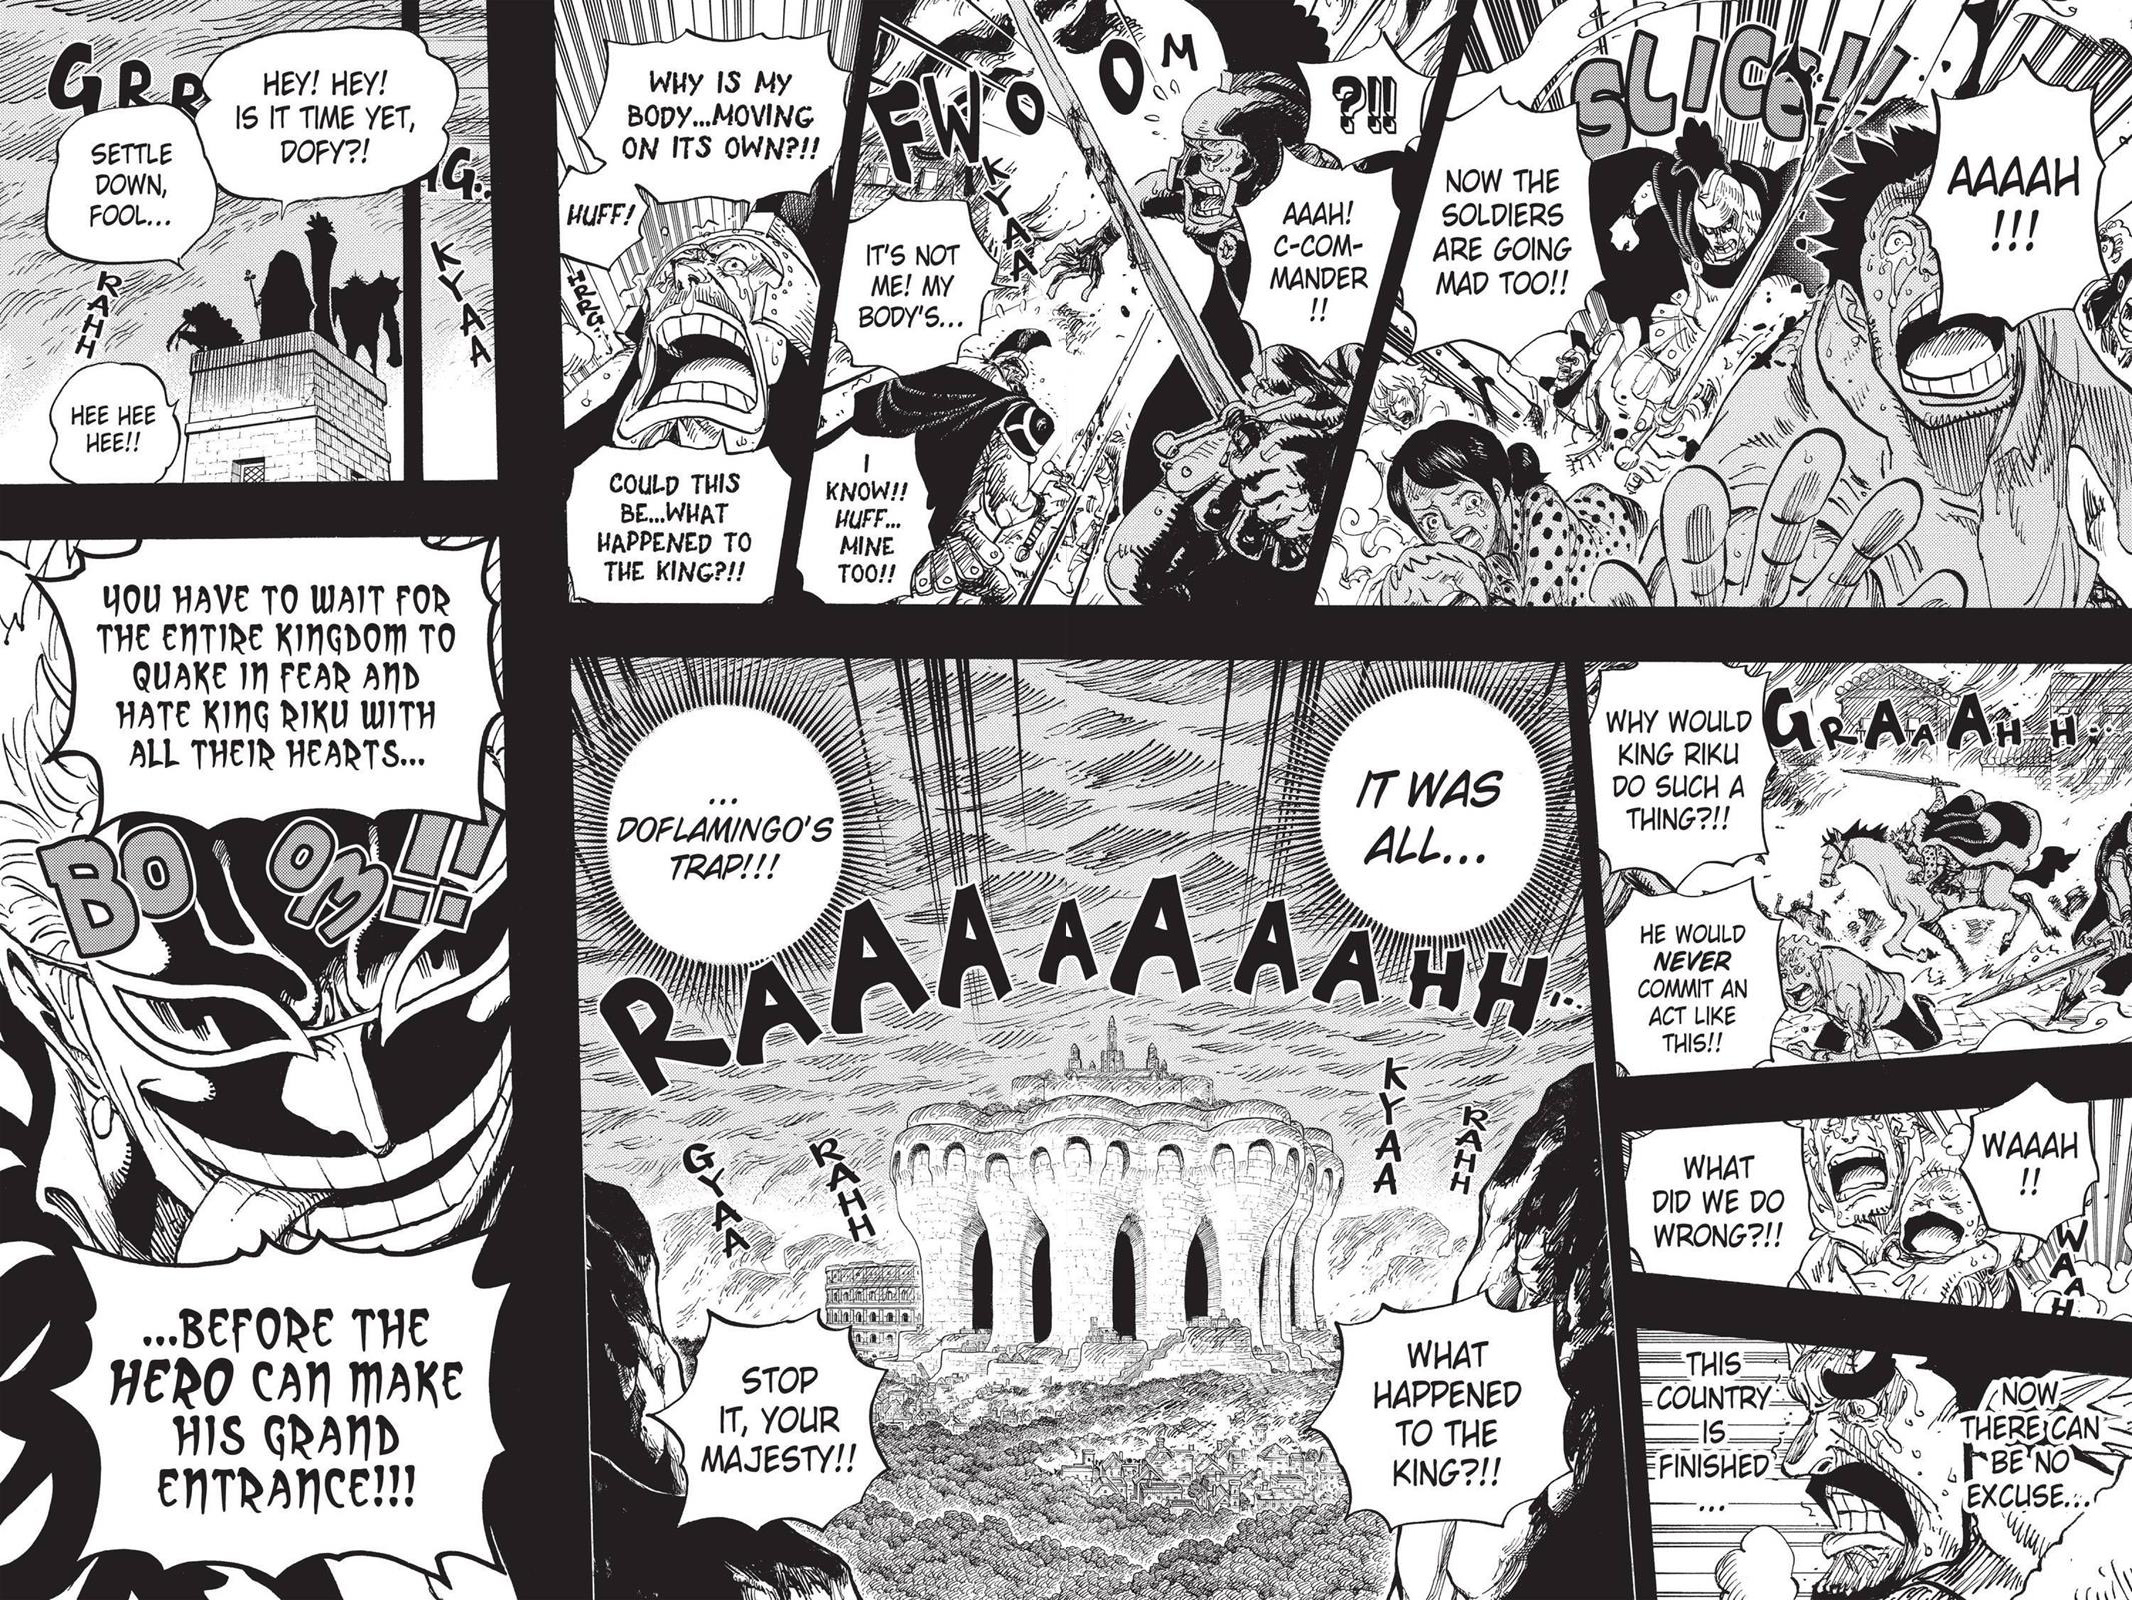 SLICE!!
AAAAH
!!!
NOW THE
SOLDIERS
ARE GOING
MAD TOO!!
?!!
FWOOOM
AAAH!
C-COM-
MANDER
!!
KYAA
IT'S NOT
ME! MY
BODY'S...
I
KNOW!!
HUFF...
MINE
TOO!!
WHY IS MY
BODY...MOVING
ON ITS OWN?!!
HUFF!
COULD THIS
BE...WHAT
HAPPENED TO
THE KING?!!
WHY WOULD
KING RIKU
DO SUCH A
THING?!!
GRAAAHHH...
HE WOULD
NEVER
COMMIT AN
ACT LIKE
THIS!!
WAAAH
!!
WAAH
WHAT
DID WE DO
WRONG?!!
NOW
THERE CAN
BE NO
EXCUSE...
THIS
COUNTRY
IS
FINISHED
...
IT WAS
ALL...
...
DOFLAMINGO'S
TRAP!!!
RAAAAAAAHHH...
KYAA
RAHH
RAHH
GYAA
WHAT
HAPPENED
TO THE
KING?!!
STOP
IT, YOUR
MAJESTY!!
KYAA
HEY! HEY!
IS IT TIME YET,
DOFY?!
SETTLE
DOWN,
FOOL...
RAHH
HEE HEE
HEE!!
YOU HAVE TO WAIT FOR
THE ENTIRE KINGDOM TO
QUAKE IN FEAR AND
HATE KING RIKU WITH
ALL THEIR HEARTS...
BOOM!!
...BEFORE THE
HERO CAN MAKE
HIS GRAND
ENTRANCE!!!